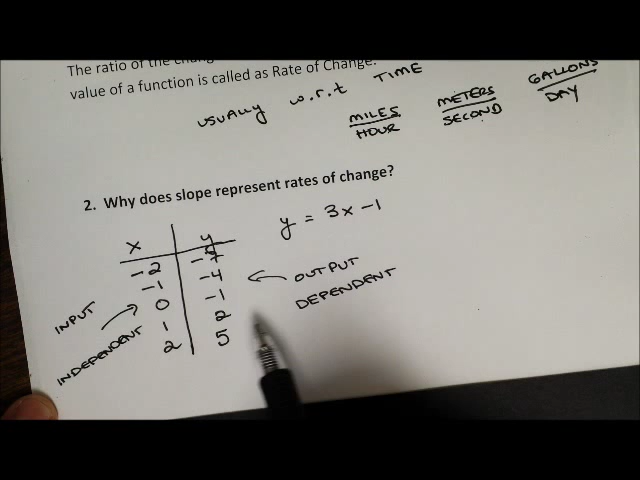 The ratio of the chang
value of a function is called as Rate of Change.
USUALLY w.r.t TIME
MILES METERS GALLONS
HOUR SECOND DAY
2. Why does slope represent rates of change?
y = 3x -1
x y
-2 -7
-1 -4
0 -1
1 2
2 5
OUTPUT
DEPENDENT
INPUT
INDEPENDENT